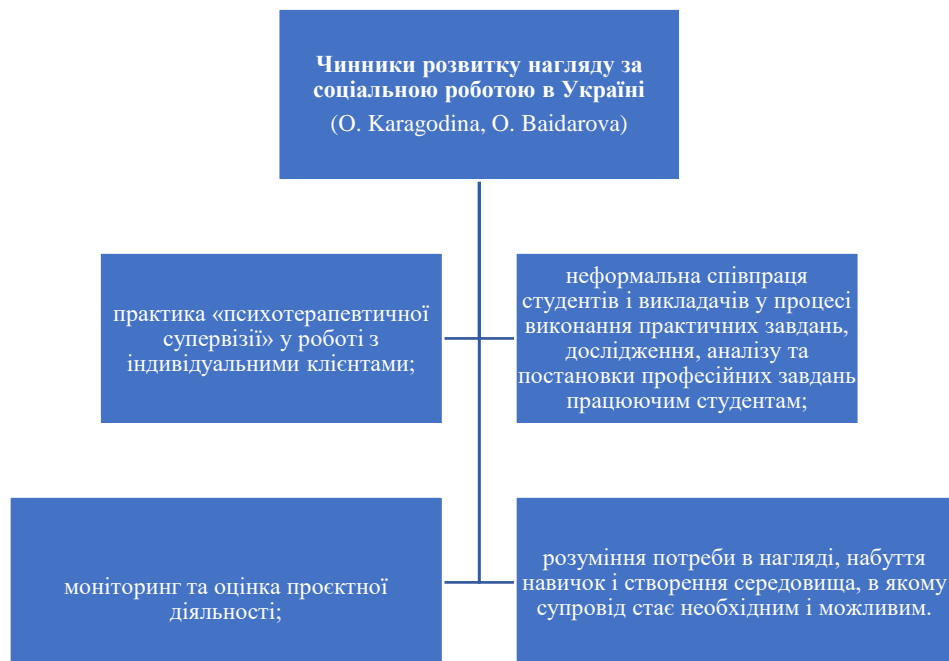 Чинники розвитку нагляду за
соціальною роботою в Україні
(O. Karagodina, O. Baidarova)
практика «психотерапевтичної
супервізії» у роботі з
індивідуальними клієнтами;
неформальна співпраця
студентів і викладачів у процесі
виконання практичних завдань,
дослідження, аналізу та
постановки професійних завдань
працюючим студентам;
моніторинг та оцінка проєктної
діяльності;
розуміння потреби в нагляді, набуття
навичок і створення середовища, в якому
супровід стає необхідним і можливим.